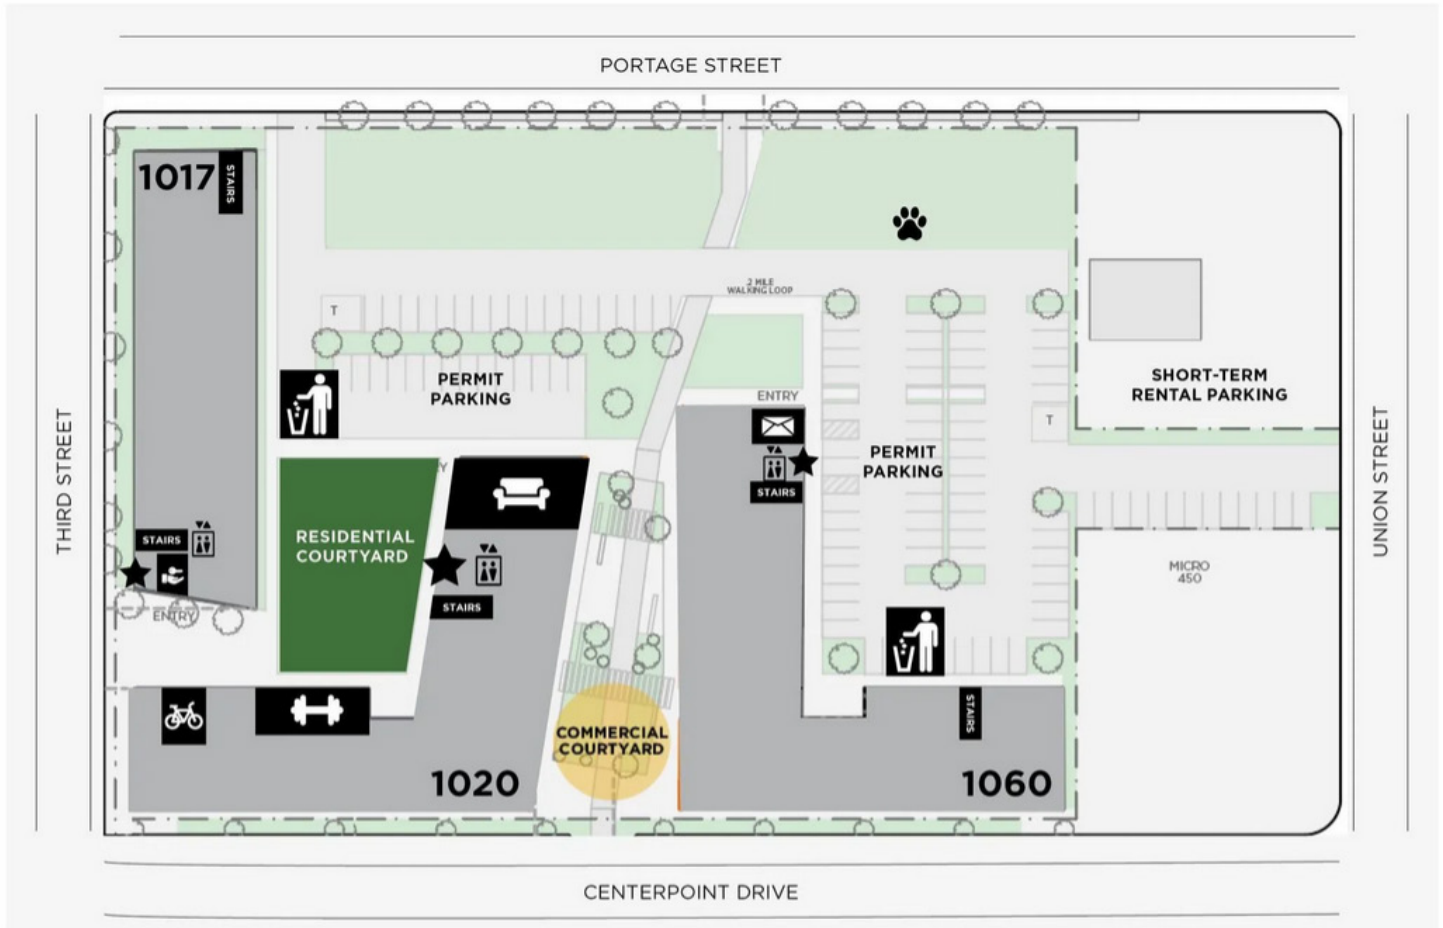 PORTAGE STREET
1017
STAIRS
.2 MILE
WALKING LOOP
T
PERMIT
PARKING
ENTRY
SHORT-TERM
RENTAL PARKING
T
THIRD STREET
UNION STREET
PERMIT
PARKING
STAIRS
Y
RESIDENTIAL
COURTYARD
STAIRS
STAIRS
MICRO
450
ENTRY
COMMERCIAL
COURTYARD
STAIRS
1020
1060
CENTERPOINT DRIVE